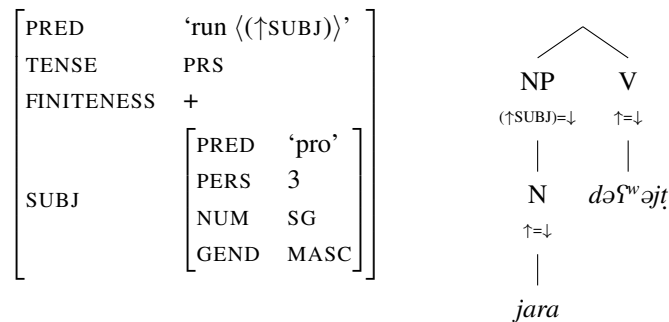 PRED ‘run ⟨(↑SUBJ)⟩’
TENSE PRS
FINITENESS +
SUBJ
PRED ‘pro’
PERS 3
NUM SG
GEND MASC
NP V
(↑SUBJ)=↓ ↑=↓
N dəʕʷəjṭ
↑=↓
jara